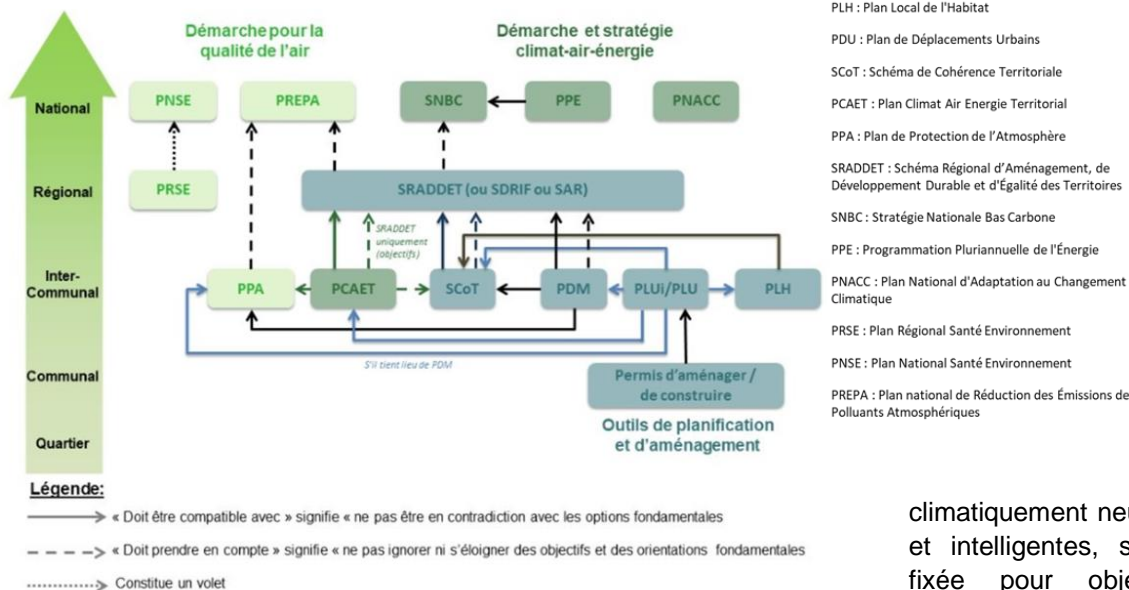 Démarche pour la
qualité de l'air
Démarche et stratégie
climat-air-énergie
National
PNSE
PREPA
SNBC
PPE
PNACC
Régional
PRSE
SRADDET (ou SDRIF ou SAR)
SRADDET
uniquement
(objectifs)
Inter-
Communal
PPA
PCAET
SCoT
PDM
PLUi/PLU
PLH
S'il tient lieu de PDM
Communal
Permis d'aménager /
de construire
Quartier
Outils de planification
et d'aménagement
Légende:
« Doit être compatible avec » signifie « ne pas être en contradiction avec les options fondamentales
« Doit prendre en compte » signifie « ne pas ignorer ni s'éloigner des objectifs et des orientations fondamentales
Constitue un volet
PLH : Plan Local de l'Habitat
PDU : Plan de Déplacements Urbains
SCoT : Schéma de Cohérence Territoriale
PCAET : Plan Climat Air Energie Territorial
PPA : Plan de Protection de l'Atmosphère
SRADDET : Schéma Régional d'Aménagement, de
Développement Durable et d'Égalité des Territoires
SNBC : Stratégie Nationale Bas Carbone
PPE : Programmation Pluriannuelle de l'Énergie
PNACC : Plan National d'Adaptation au Changement
Climatique
PRSE : Plan Régional Santé Environnement
PNSE : Plan National Santé Environnement
PREPA : Plan national de Réduction des Émissions de
Polluants Atmosphériques
climatiquement
et intelligentes,
fixée pour